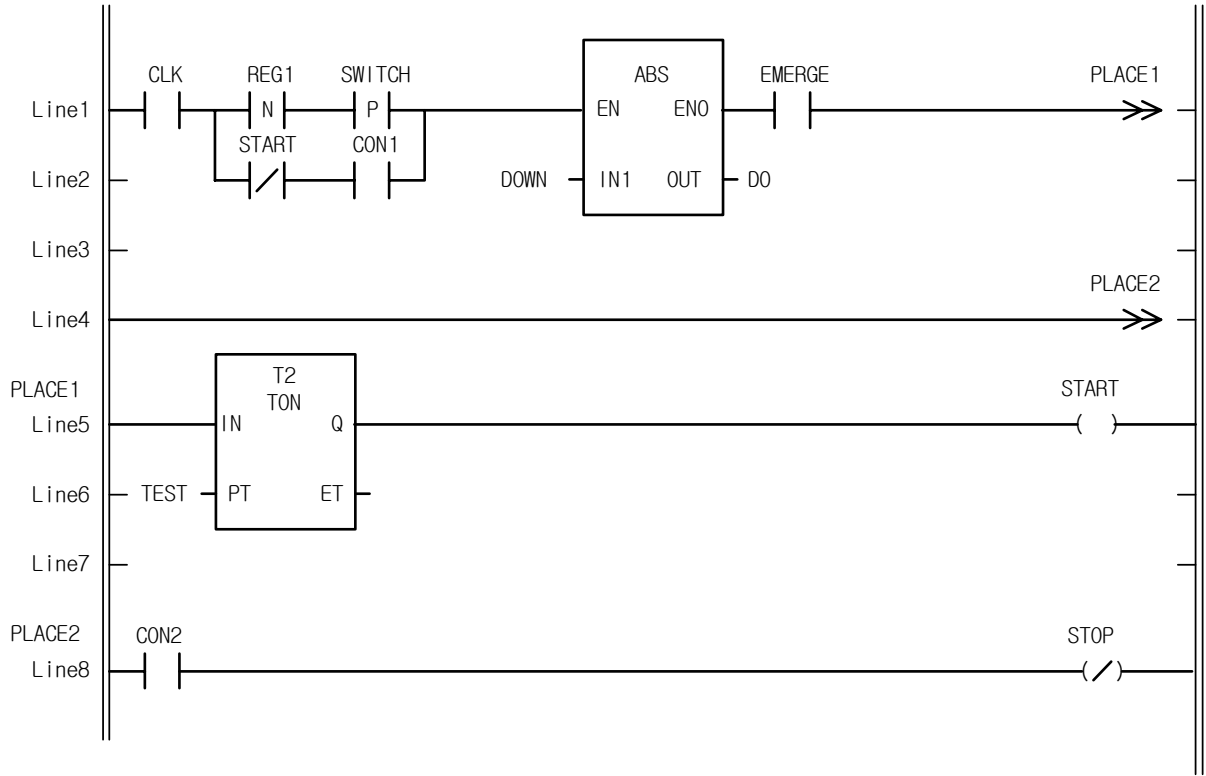 CLK REG1 SWITCH ABS EMERGE PLACE1
Line1 N P EN ENO
START CON1
Line2 DOWN IN1 OUT DO
Line3
PLACE2
Line4
T2
PLACE1 TON START
Line5 IN Q ( )
Line6 TEST PT ET
Line7
PLACE2 CON2 STOP
Line8 (/)